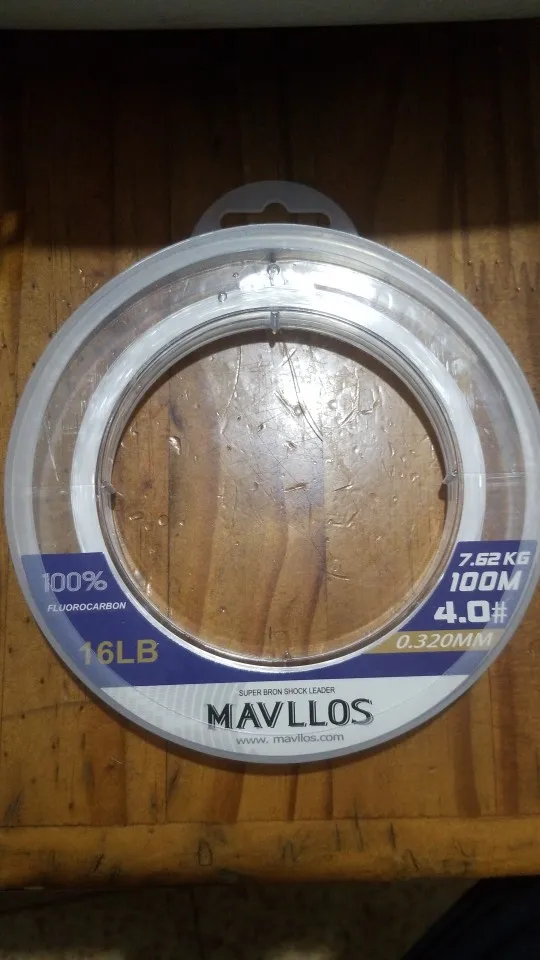 7.62 KG
100%
100M
FLUOROCARBON
4.0#
16LB
0.320MM
SUPER BRON SHOCK LEADER
MAVLLOS
www. mavllos.com